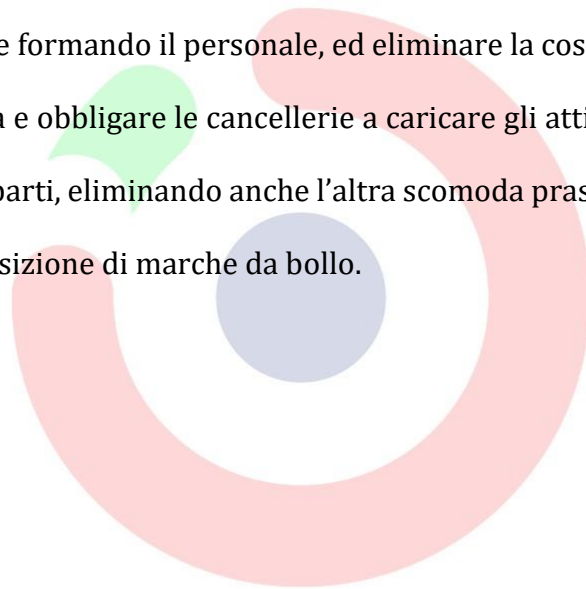 e formando il personale, ed eliminare la cos
a e obbligare le cancellerie a caricare gli atti
parti, eliminando anche l’altra scomoda pras
sizione di marche da bollo.